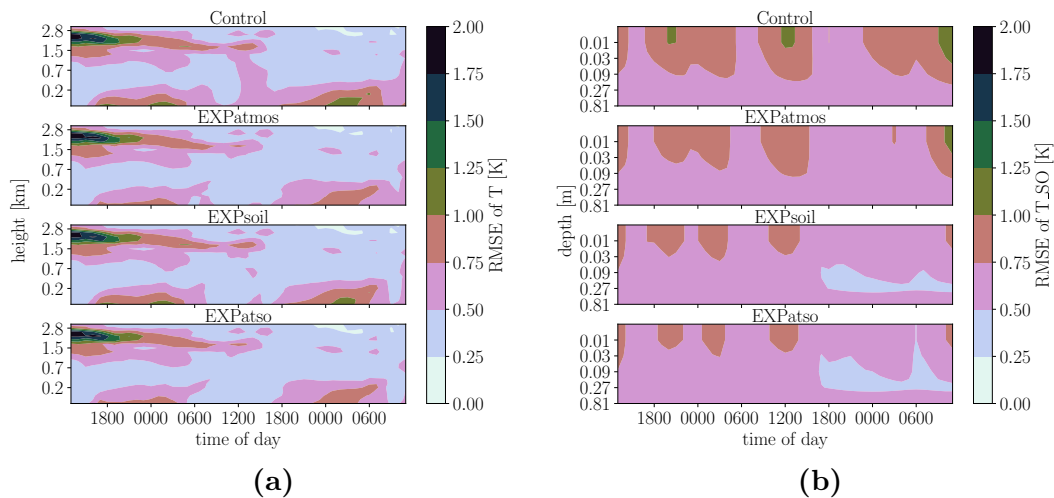 Control
2.8
1.5
0.7
0.2
EXPatmos
2.8
1.5
0.7
0.2
EXPsoil
2.8
1.5
0.7
0.2
EXPatso
2.8
1.5
0.7
0.2
height [km]
1800 0000 0600 1200 1800 0000 0600
time of day
2.00
1.75
1.50
1.25
1.00
0.75
0.50
0.25
0.00
RMSE of T [K]
(a)
Control
0.01
0.03
0.09
0.27
0.81
EXPatmos
0.01
0.03
0.27
0.81
EXPsoil
0.01
0.09
0.27
0.81
EXPatso
0.01
0.03
0.27
0.81
depth [m]
1800 0000 0600 1200 1800 0000 0600
time of day
2.00
1.75
1.50
1.25
1.00
0.75
0.50
0.25
0.00
RMSE of T_SO [K]
(b)